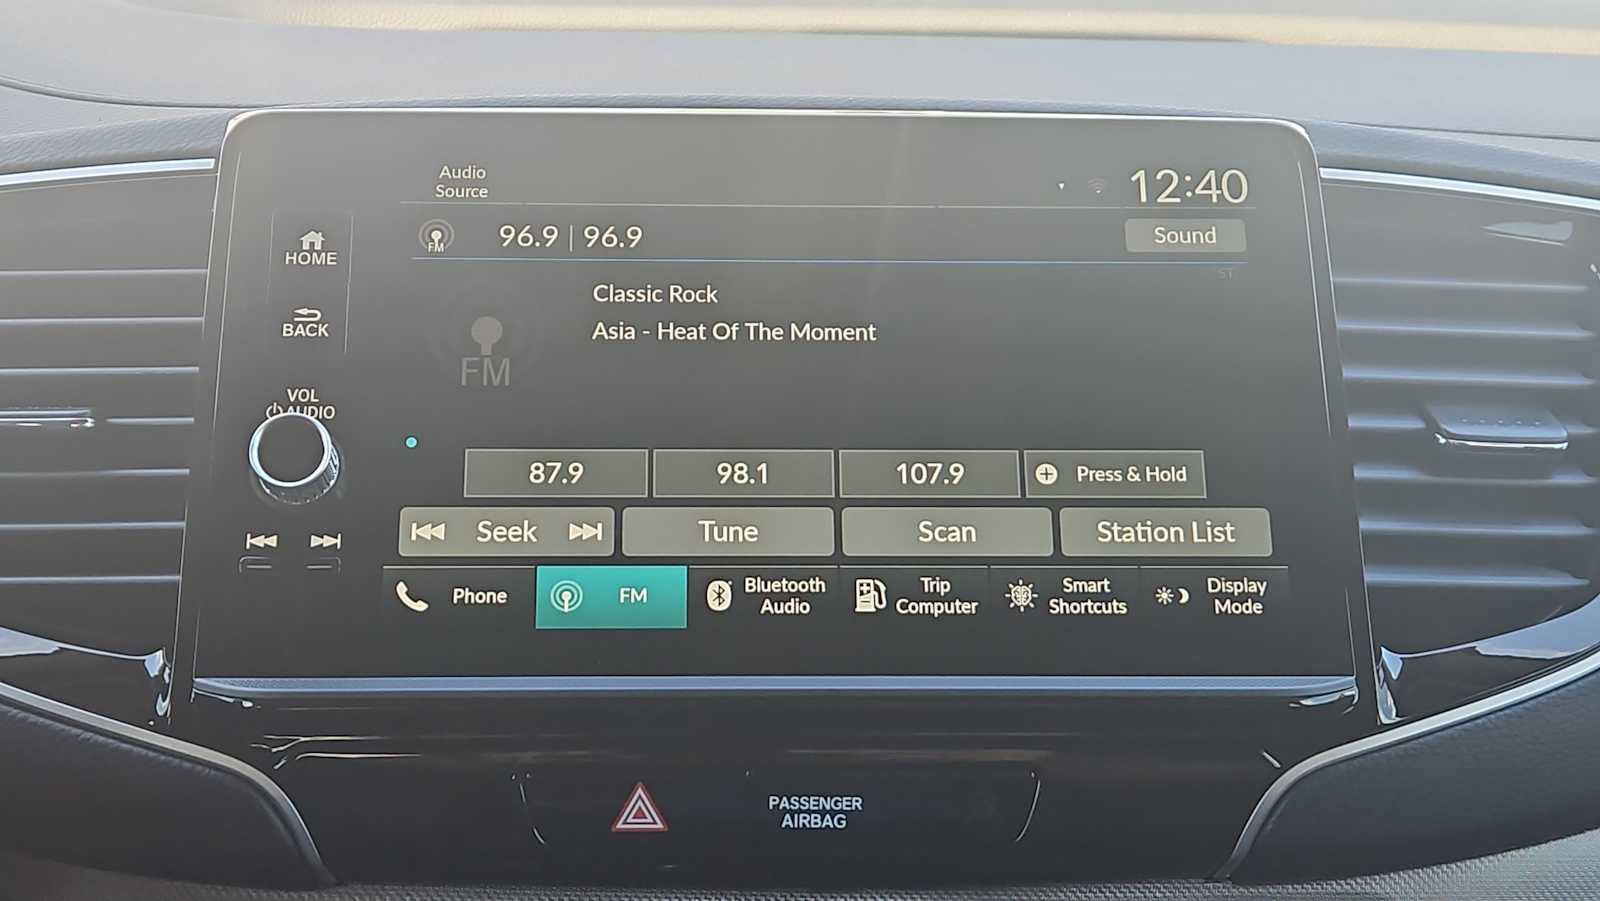 Audio
Source
12:40
FM
96.9 | 96.9
Sound
ST
HOME
Classic Rock
BACK
Asia - Heat Of The Moment
FM
VOL
AUDIO
87.9
98.1
107.9
Press & Hold
Seek
Tune
Scan
Station List
Phone
FM
Bluetooth
Audio
Trip
Computer
Smart
Shortcuts
Display
Mode
PASSENGER
AIRBAG